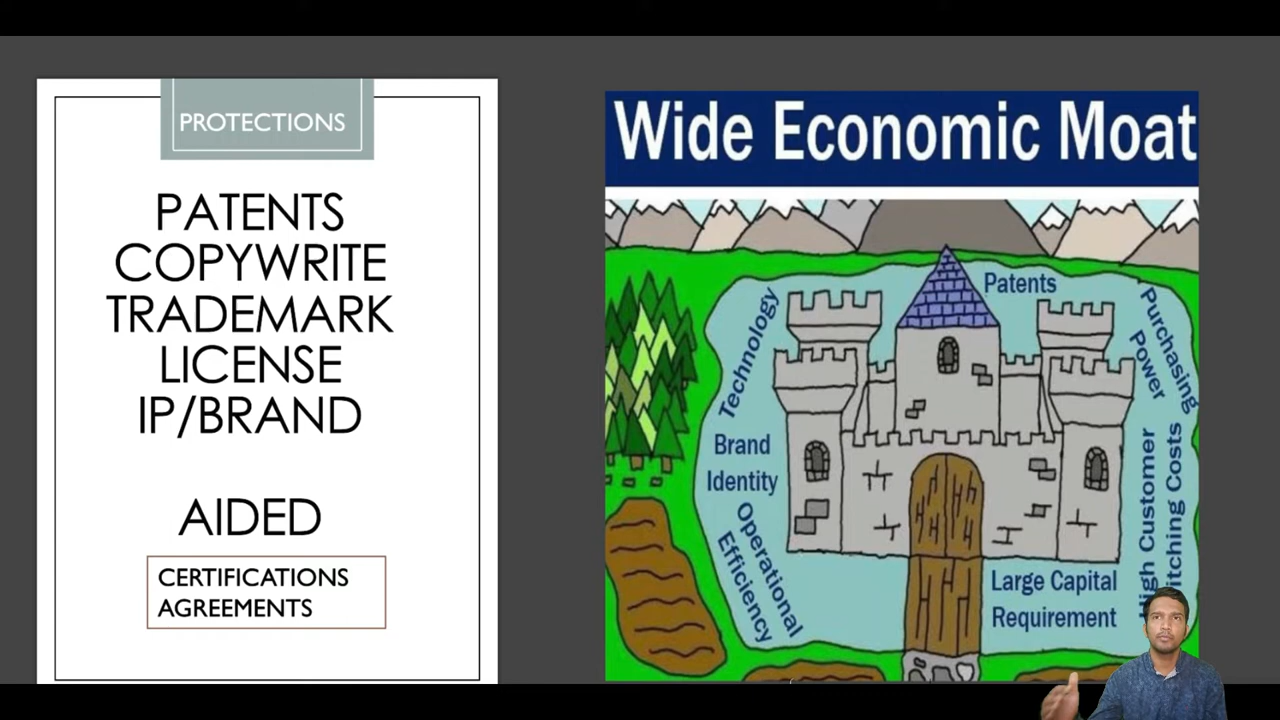 PROTECTIONS
PATENTS
COPYWRITE
TRADEMARK
LICENSE
IP/BRAND
AIDED
CERTIFICATIONS
AGREEMENTS
Wide Economic Moat
Technology
Patents
Purchasing
Power
Brand
Identity
Operational
Efficiency
Large Capital
Requirement
High Customer
itching Costs